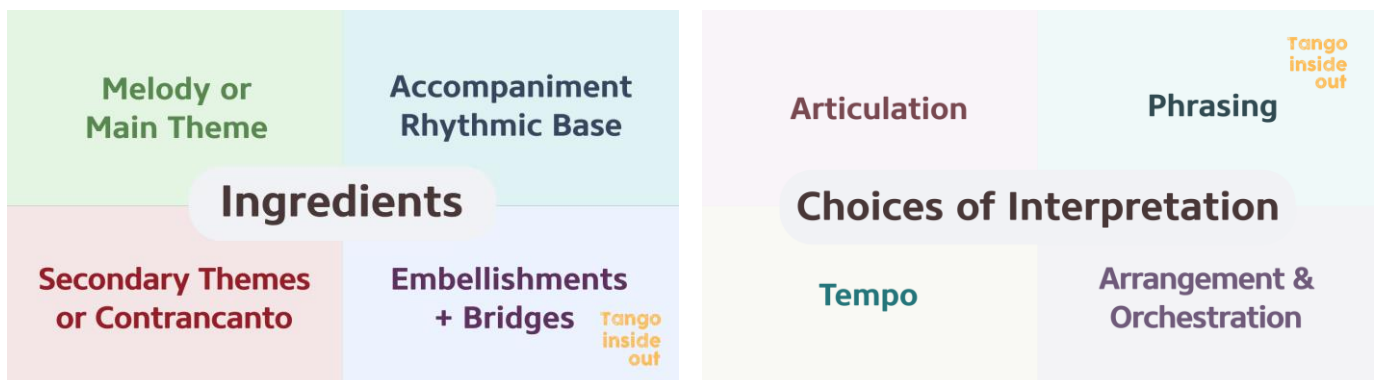 Melody or
Main Theme
Accompaniment
Rhythmic Base
Ingredients
Secondary Themes
or Contrancanto
Embellishments
+ Bridges
Tango
inside
out
Articulation
Phrasing
Tango
inside
out
Choices of Interpretation
Tempo
Arrangement &
Orchestration